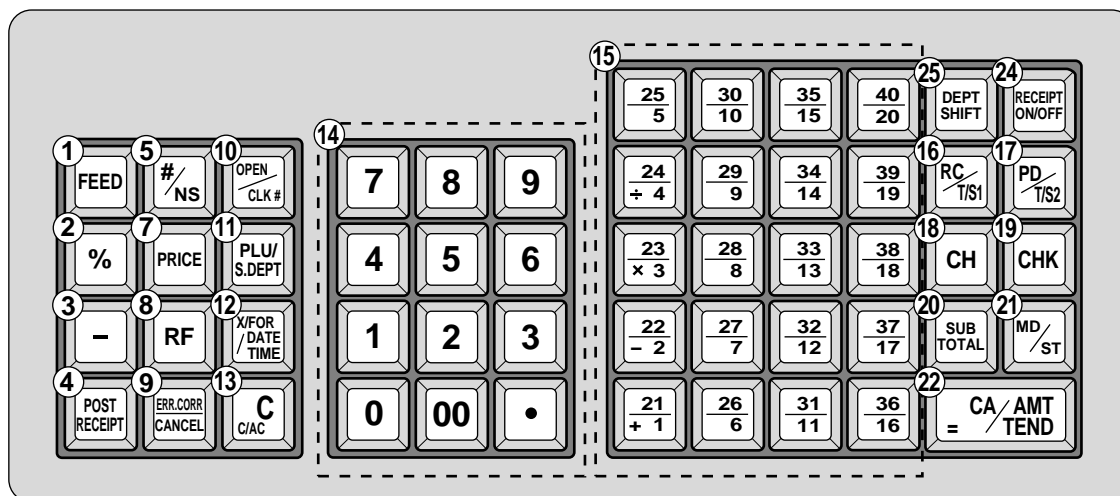 15 25 24
25 30 35 40 DEPT RECEIPT
5 10 15 20 SHIFT ON/OFF
14
1 5 10 16 17
FEED #/NS OPEN/CLK # 7 8 9 24 29 34 39 RC/T/S1 PD/T/S2
÷ 4 9 14 19
2 7 11 18 19
% PRICE PLU/ 4 5 6 23 28 33 38 CH CHK
S.DEPT × 3 8 13 18
3 8 12 20 21
– RF X/FOR 1 2 3 22 27 32 37 SUB MD/ST
/DATE – 2 7 12 17 TOTAL
TIME
4 9 13 22
POST ERR.CORR C 0 00 • 21 26 31 36 CA/AMT
RECEIPT CANCEL C/AC + 1 6 11 16 = TEND